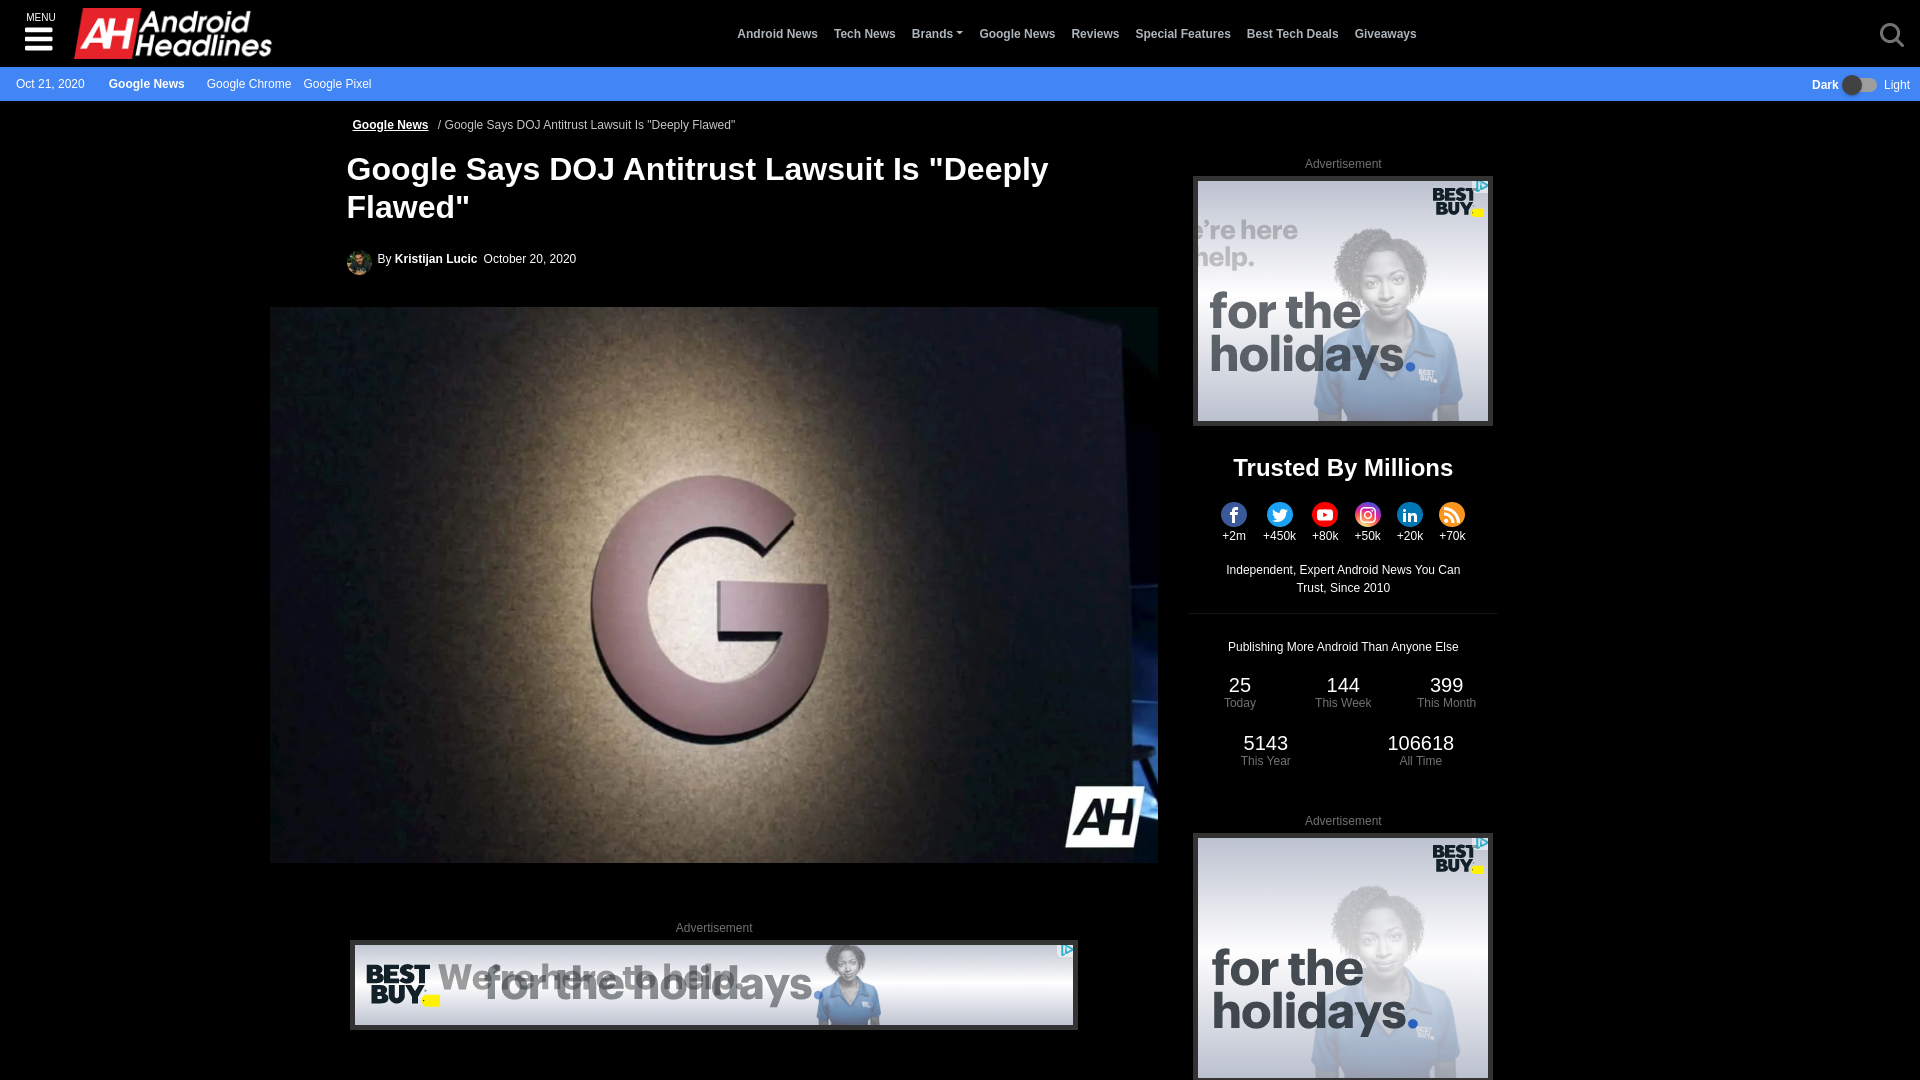 MENU
AH Android Headlines
Android News Tech News Brands Google News Reviews Special Features Best Tech Deals Giveaways
Oct 21, 2020 Google News Google Chrome Google Pixel
Dark Light
Google News / Google Says DOJ Antitrust Lawsuit Is "Deeply Flawed"
Google Says DOJ Antitrust Lawsuit Is "Deeply
Flawed"
By Kristijan Lucic October 20, 2020
G
AH
Advertisement
BEST
BUY
We're here to help.
for the holidays.
Advertisement
BEST
BUY
're here
help.
for the
holidays.
BEST
BUY
Trusted By Millions
+2m +450k +80k +50k +20k +70k
Independent, Expert Android News You Can
Trust, Since 2010
Publishing More Android Than Anyone Else
25 144 399
Today This Week This Month
5143 106618
This Year All Time
Advertisement
BEST
BUY
for the
holidays.
BEST
BUY